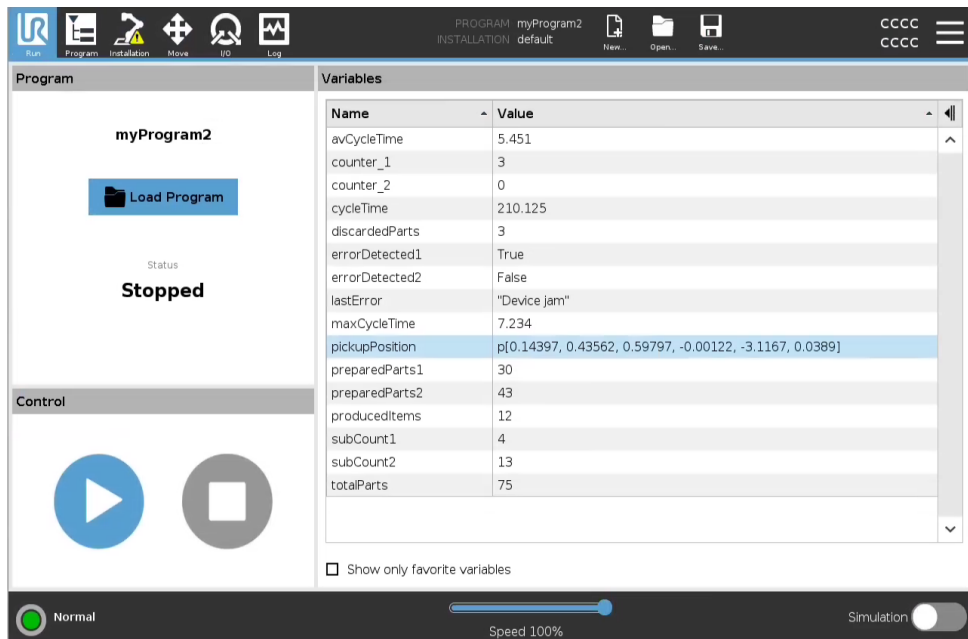 UR
PROGRAM myProgram2
INSTALLATION default
Run Program Installation Move I/O Log New... Open... Save...
CCCC
CCCC
Program
myProgram2
Load Program
Status
Stopped
Control
Variables
Name Value
avCycleTime 5.451
counter_1 3
counter_2 0
cycleTime 210.125
discardedParts 3
errorDetected1 True
errorDetected2 False
lastError "Device jam"
maxCycleTime 7.234
pickupPosition p[0.14397, 0.43562, 0.59797, -0.00122, -3.1167, 0.0389]
preparedParts1 30
preparedParts2 43
producedItems 12
subCount1 4
subCount2 13
totalParts 75
Show only favorite variables
Normal
Speed 100%
Simulation